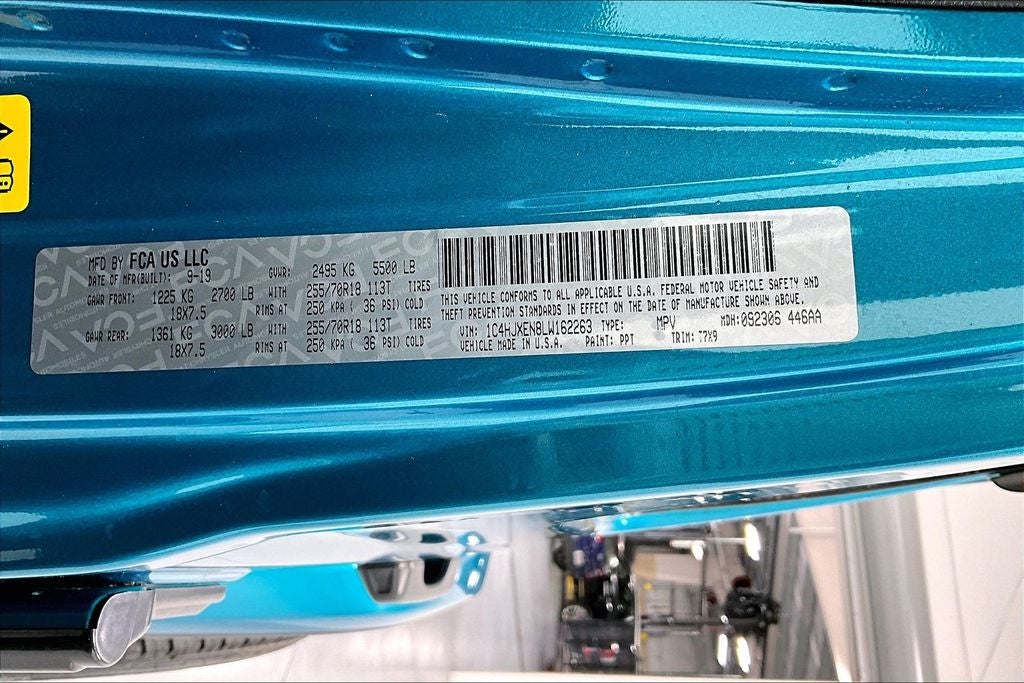 MFD BY FCA US LLC
DATE OF MFR(BUILT): 9-19 GVWR: 2495 KG 5500 LB
GAWR FRONT: 1225 KG 2700 LB WITH 255/70R18 113T TIRES
18X7.5 RIMS AT 250 KPA ( 36 PSI) COLD
GAWR REAR: 1361 KG 3000 LB WITH 255/70R18 113T TIRES
18X7.5 RIMS AT 250 KPA ( 36 PSI) COLD
THIS VEHICLE CONFORMS TO ALL APPLICABLE U.S.A. FEDERAL MOTOR VEHICLE SAFETY AND
THEFT PREVENTION STANDARDS IN EFFECT ON THE DATE OF MANUFACTURE SHOWN ABOVE.
VIN: 1C4HJXEN8LW162263 TYPE: MPV MDH: 092306 446AA
VEHICLE MADE IN U.S.A. PAINT: PPT TRIM: T7X9